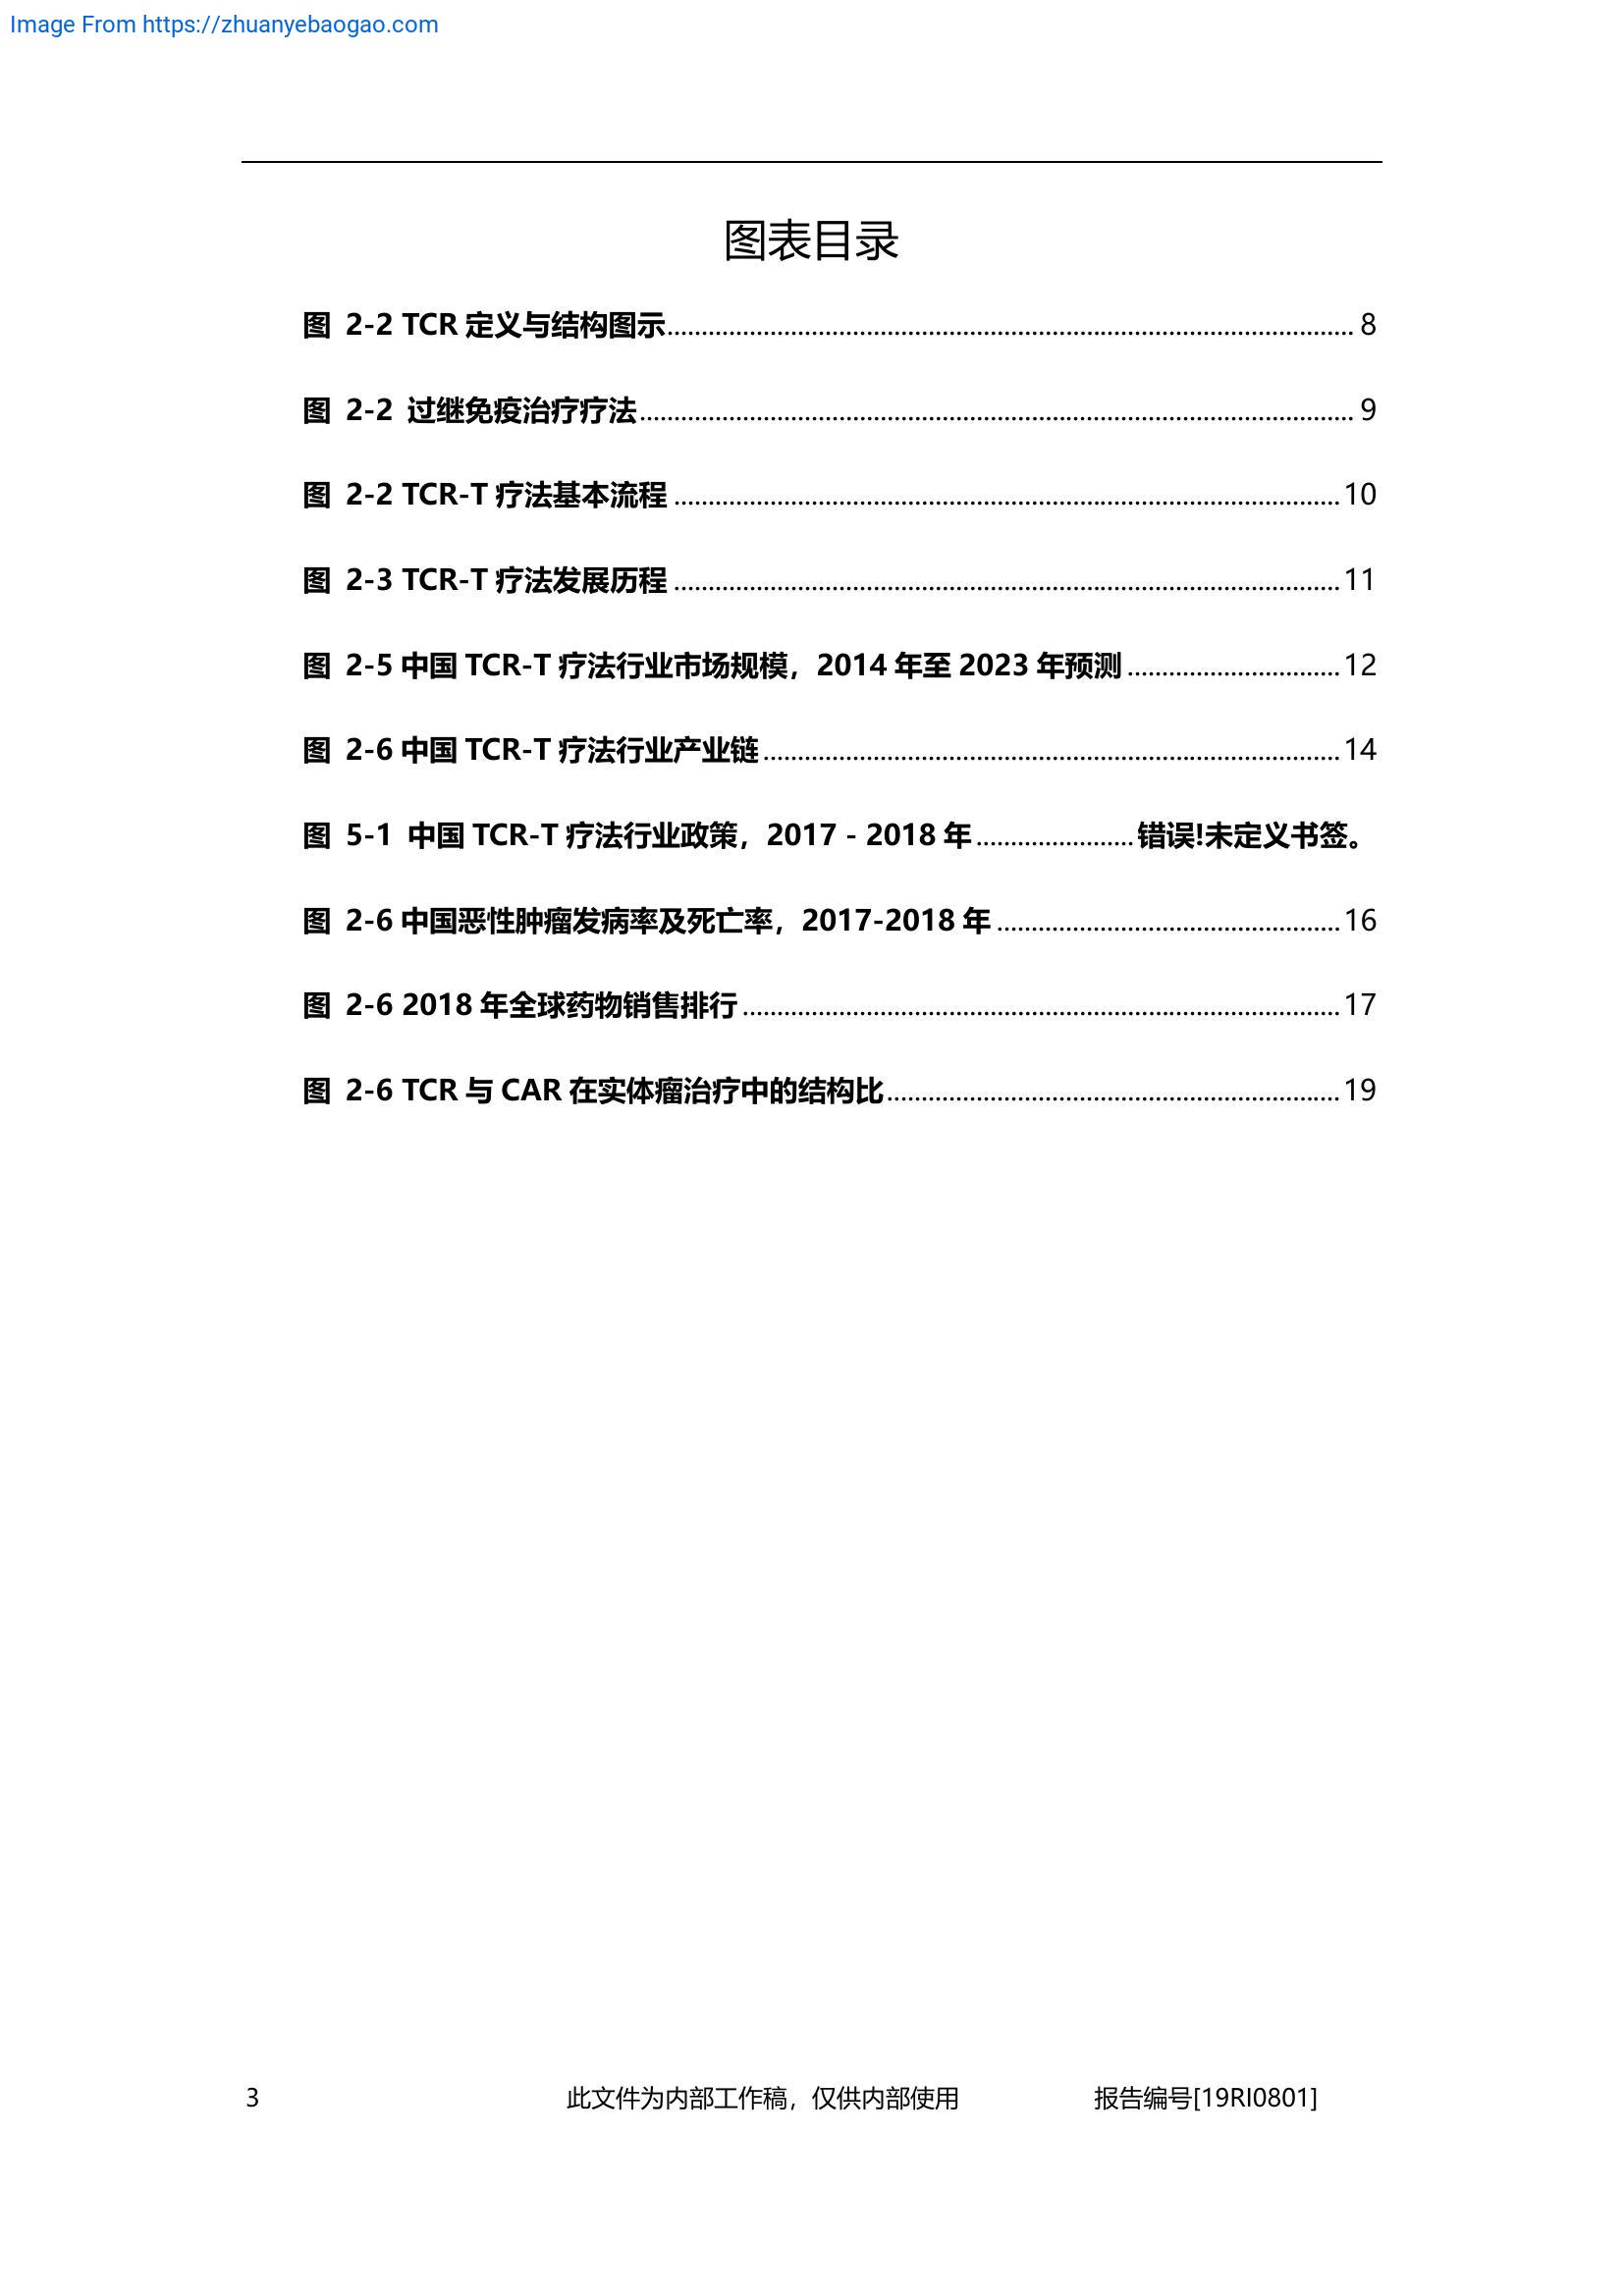 Image From https://zhuanyebaogao.com
图表目录
图 2-2 TCR 定义与结构图示................................ 8
图 2-2 过继免疫治疗疗法................................ 9
图 2-2 TCR-T 疗法基本流程................................ 10
图 2-3 TCR-T 疗法发展历程................................ 11
图 2-5 中国 TCR-T 疗法行业市场规模，2014 年至 2023 年预测................................ 12
图 2-6 中国 TCR-T 疗法行业产业链................................ 14
图 5-1 中国 TCR-T 疗法行业政策，2017 - 2018 年....................... 错误!未定义书签。
图 2-6 中国恶性肿瘤发病率及死亡率，2017-2018 年................................ 16
图 2-6 2018 年全球药物销售排行................................ 17
图 2-6 TCR 与 CAR 在实体瘤治疗中的结构比................................ 19
3 此文件为内部工作稿，仅供内部使用 报告编号[19RI0801]